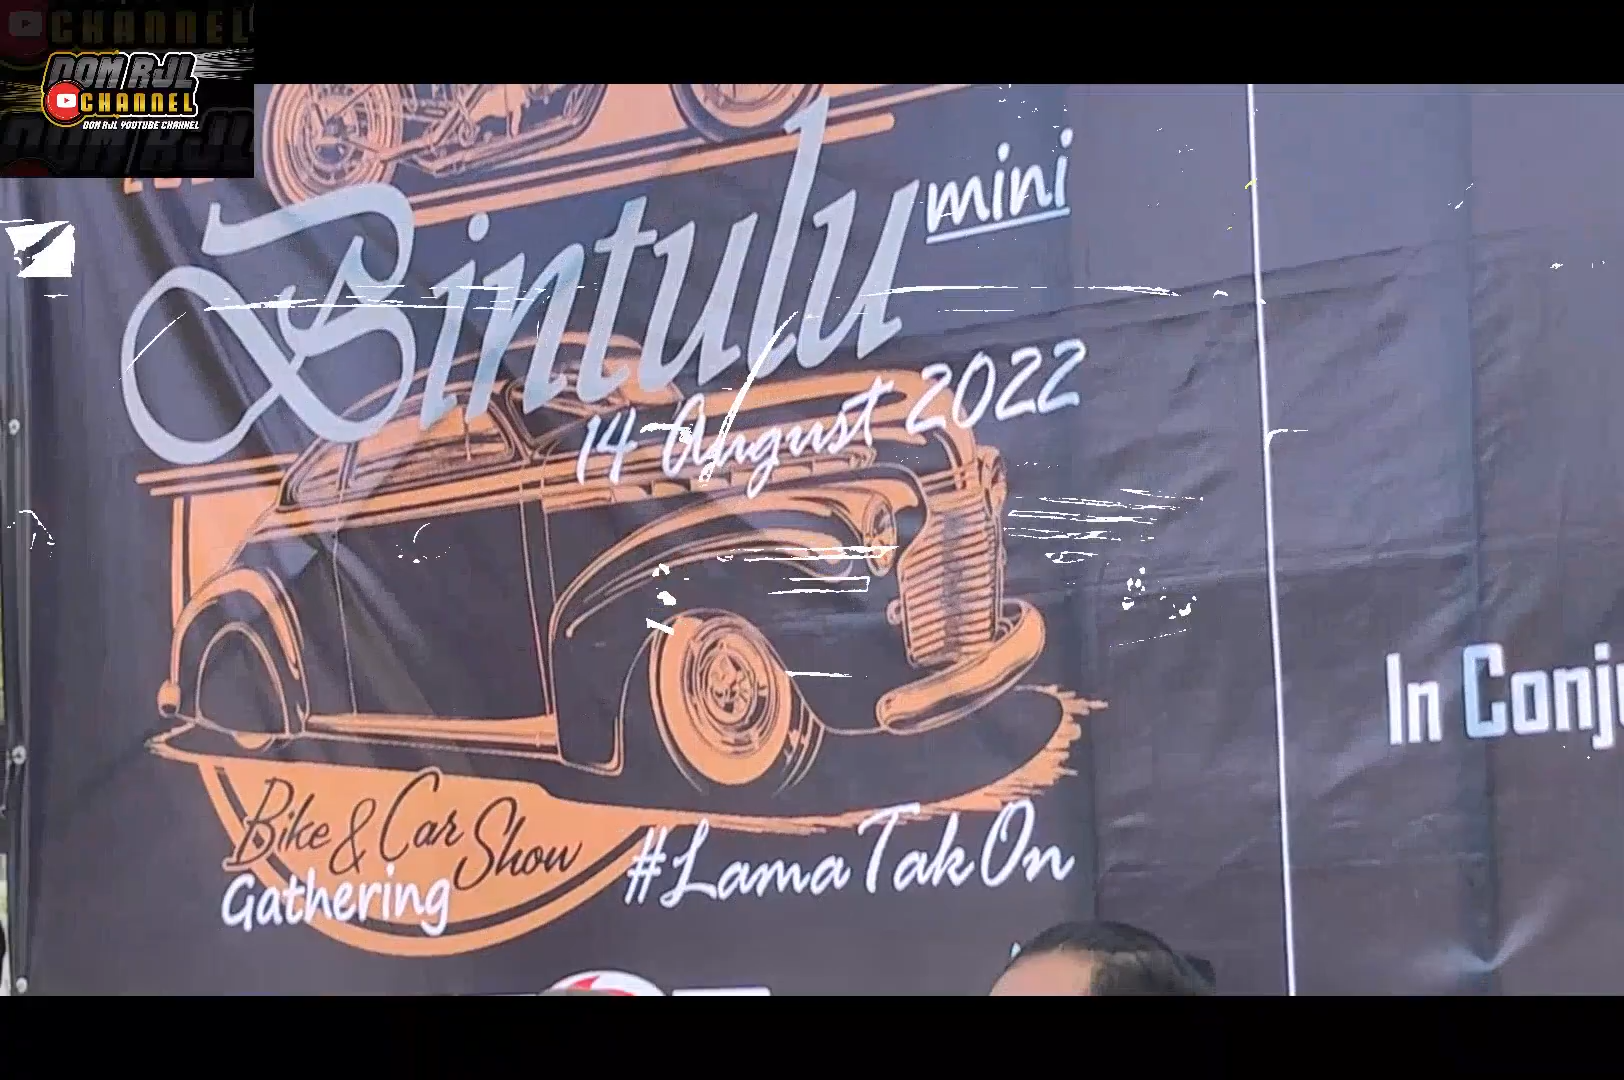 CHANNEL
DOM RJL
CHANNEL
DOM RJL YOUTUBE CHANNEL
Bintulu mini
14 August 2022
Bike & Car Show
Gathering
#LamaTakOn
In Conj